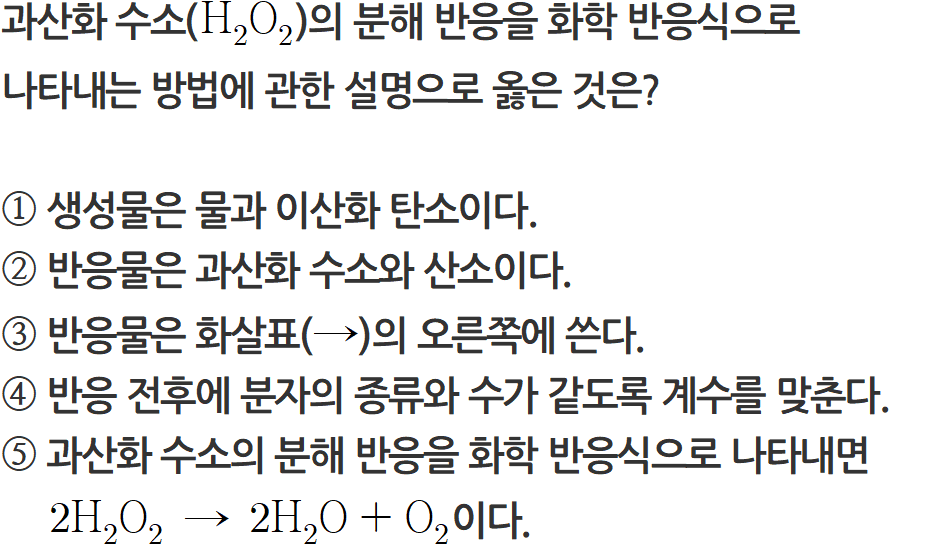 과산화 수소(H₂O₂)의 분해 반응을 화학 반응식으로
나타내는 방법에 관한 설명으로 옳은 것은?
① 생성물은 물과 이산화 탄소이다.
② 반응물은 과산화 수소와 산소이다.
③ 반응물은 화살표(→)의 오른쪽에 쓴다.
④ 반응 전후에 분자의 종류와 수가 같도록 계수를 맞춘다.
⑤ 과산화 수소의 분해 반응을 화학 반응식으로 나타내면
2H₂O₂ → 2H₂O + O₂이다.